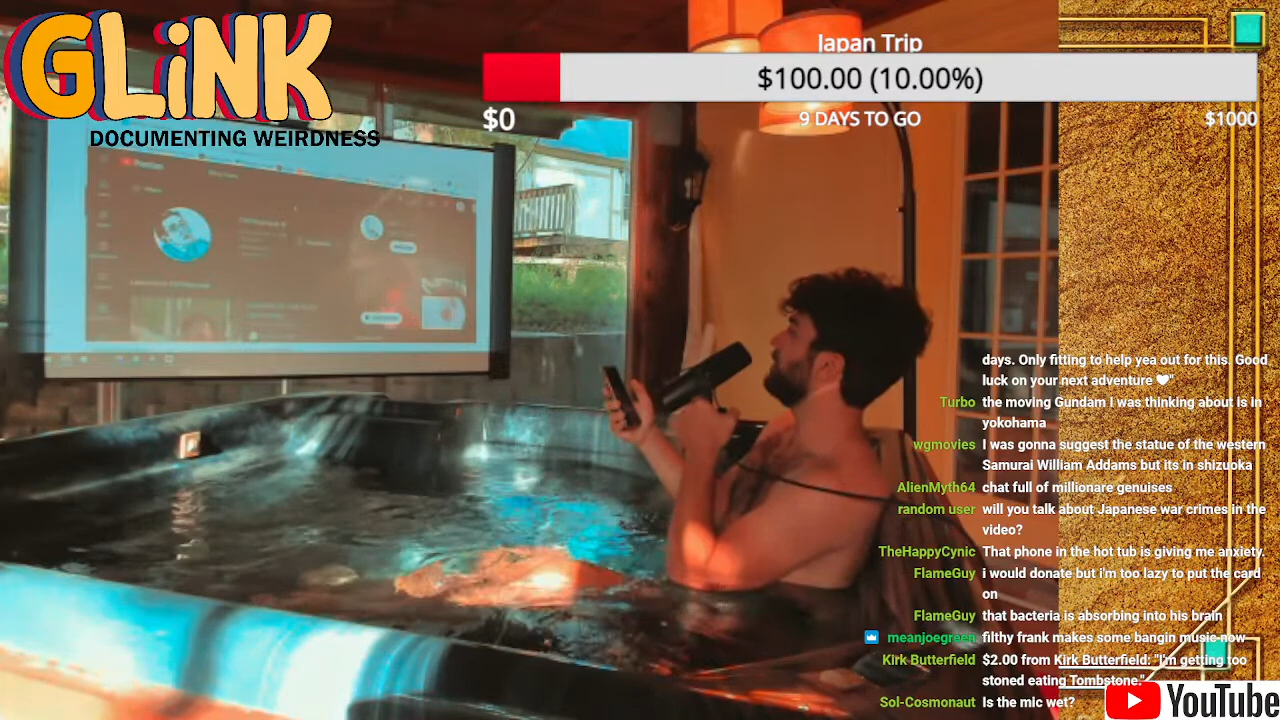 GLiNK
DOCUMENTING WEIRDNESS
Japan Trip
$100.00 (10.00%)
$0
9 DAYS TO GO
$1000
days. Only fitting to help yea out for this. Good
luck on your next adventure 🤍"
Turbo the moving Gundam I was thinking about is in
yokohama
wgmovies I was gonna suggest the statue of the western
Samurai William Addams but its in shizuoka
AlienMyth64 chat full of millionare genuises
random user will you talk about Japanese war crimes in the
video?
TheHappyCynic That phone in the hot tub is giving me anxiety.
FlameGuy i would donate but i'm too lazy to put the card
on
FlameGuy that bacteria is absorbing into his brain
meanjoegreen filthy frank makes some bangin music now
Kirk Butterfield $2.00 from Kirk Butterfield: "I'm getting too
stoned eating Tombstone."
Sol-Cosmonaut Is the mic wet?
YouTube